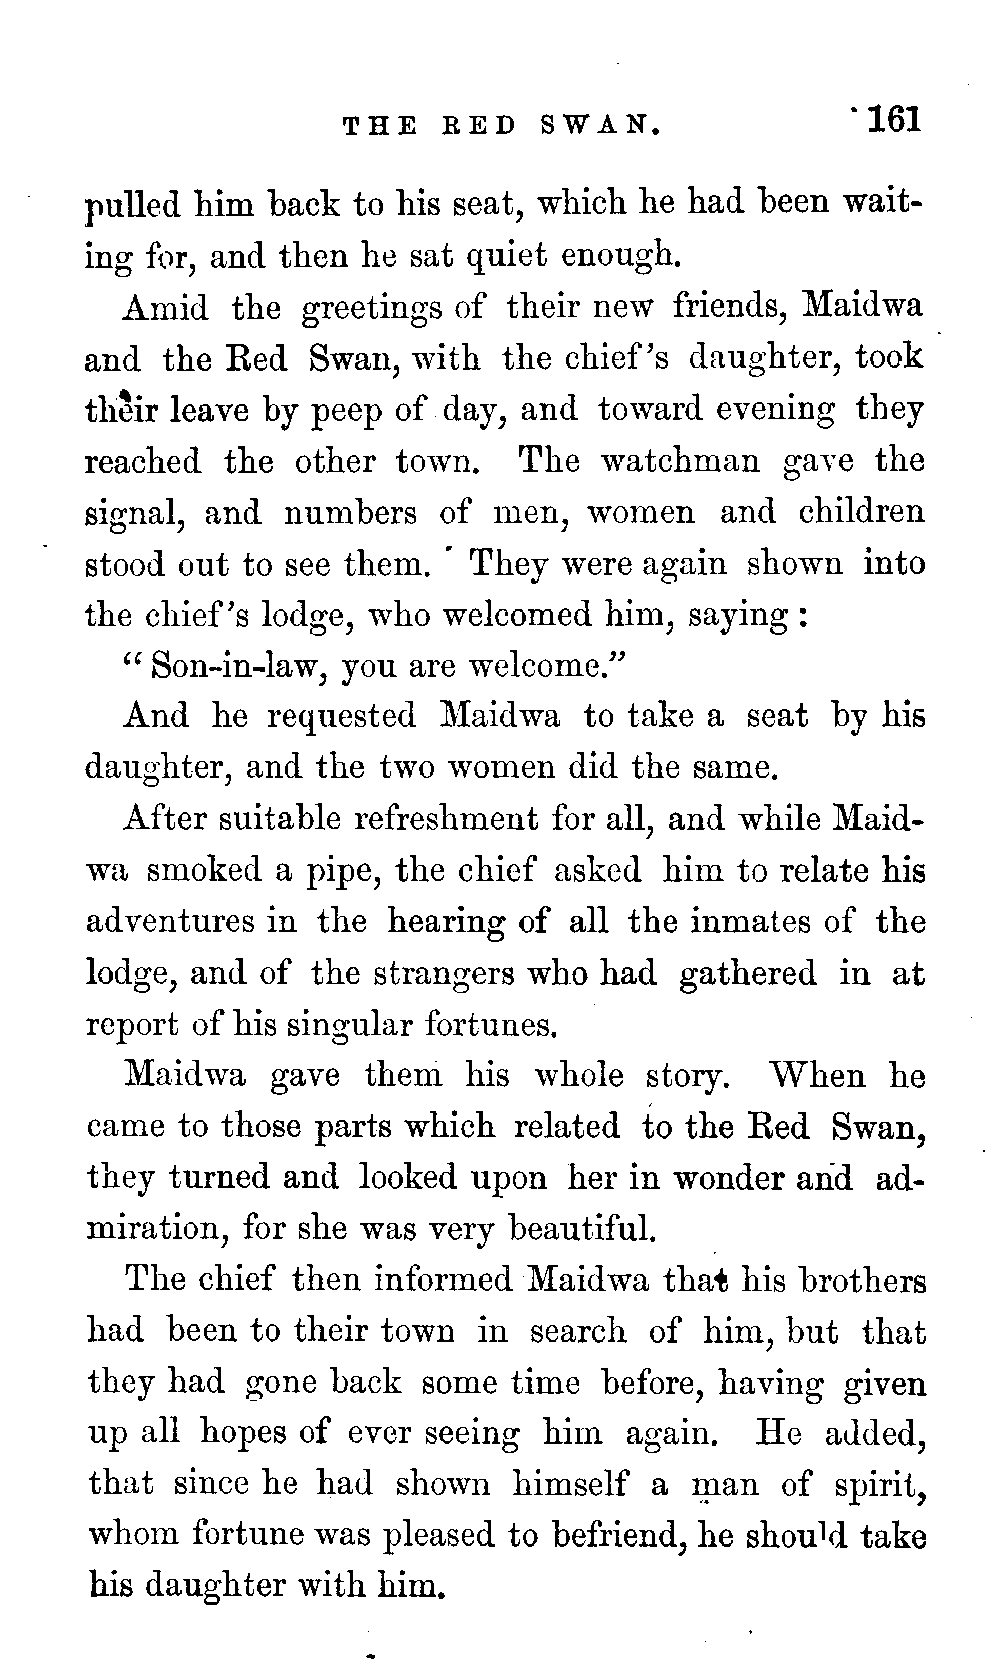 THE RED SWAN. 161
pulled him back to his seat, which he had been wait-
ing for, and then he sat quiet enough.
Amid the greetings of their new friends, Maidwa
and the Red Swan, with the chief's daughter, took
their leave by peep of day, and toward evening they
reached the other town. The watchman gave the
signal, and numbers of men, women and children
stood out to see them. They were again shown into
the chief's lodge, who welcomed him, saying :
“ Son-in-law, you are welcome.”
And he requested Maidwa to take a seat by his
daughter, and the two women did the same.
After suitable refreshment for all, and while Maid-
wa smoked a pipe, the chief asked him to relate his
adventures in the hearing of all the inmates of the
lodge, and of the strangers who had gathered in at
report of his singular fortunes.
Maidwa gave them his whole story. When he
came to those parts which related to the Red Swan,
they turned and looked upon her in wonder and ad-
miration, for she was very beautiful.
The chief then informed Maidwa that his brothers
had been to their town in search of him, but that
they had gone back some time before, having given
up all hopes of ever seeing him again. He added,
that since he had shown himself a man of spirit,
whom fortune was pleased to befriend, he should take
his daughter with him.